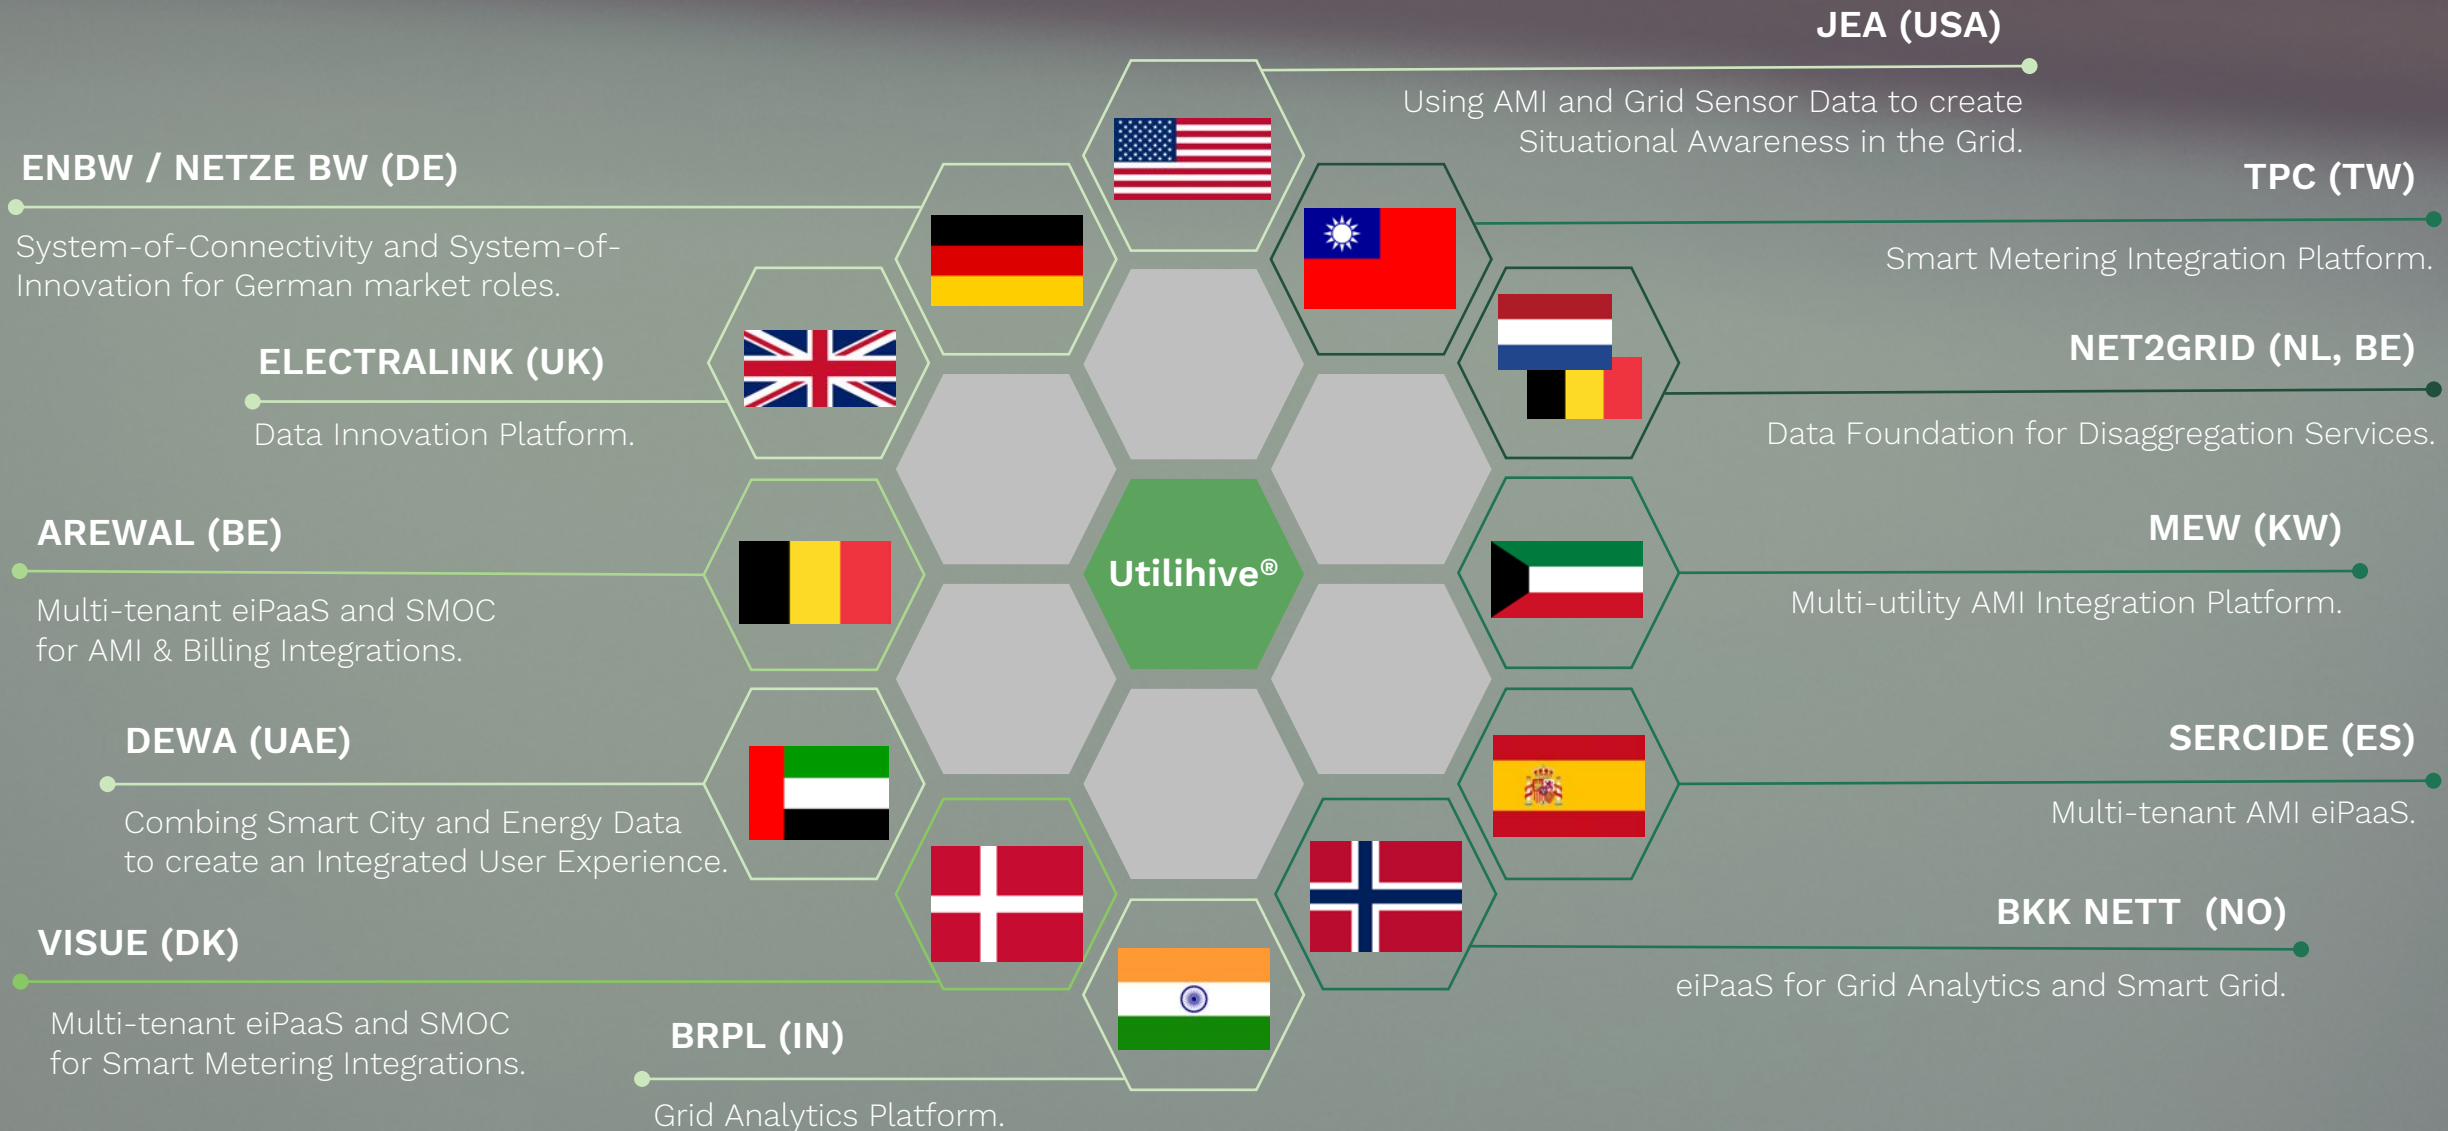 JEA (USA)
Using AMI and Grid Sensor Data to create
Situational Awareness in the Grid.
ENBW / NETZE BW (DE)
System-of-Connectivity and System-of-
Innovation for German market roles.
TPC (TW)
Smart Metering Integration Platform.
ELECTRALINK (UK)
Data Innovation Platform.
NET2GRID (NL, BE)
Data Foundation for Disaggregation Services.
AREWAL (BE)
Multi-tenant eiPaaS and SMOC
for AMI & Billing Integrations.
Utilihive®
MEW (KW)
Multi-utility AMI Integration Platform.
DEWA (UAE)
Combing Smart City and Energy Data
to create an Integrated User Experience.
SERCIDE (ES)
Multi-tenant AMI eiPaaS.
VISUE (DK)
Multi-tenant eiPaaS and SMOC
for Smart Metering Integrations.
BKK NETT (NO)
eiPaaS for Grid Analytics and Smart Grid.
BRPL (IN)
Grid Analytics Platform.